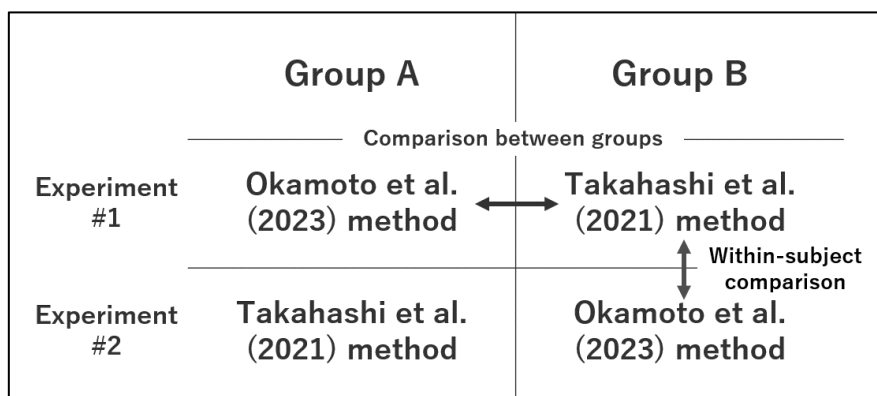 Group A
Group B
Comparison between groups
Experiment
#1
Okamoto et al.
(2023) method
Takahashi et al.
(2021) method
Within-subject
comparison
Experiment
#2
Takahashi et al.
(2021) method
Okamoto et al.
(2023) method